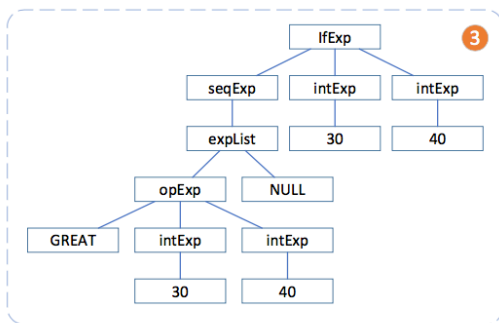 IfExp
3
seqExp intExp intExp
expList 30 40
opExp NULL
GREAT intExp intExp
30 40